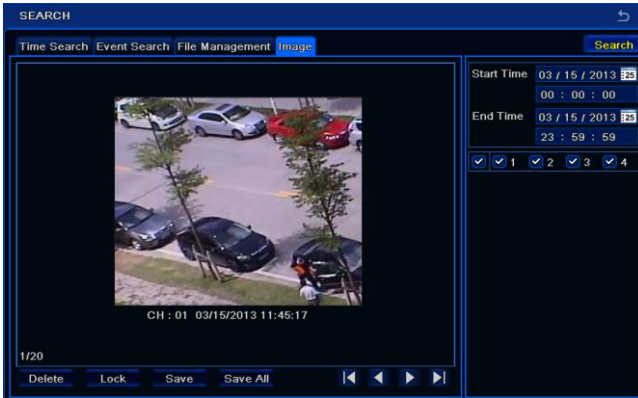 SEARCH
Time Search Event Search File Management Image
Search
Start Time 03 / 15 / 2013 25
00 : 00 : 00
End Time 03 / 15 / 2013 25
23 : 59 : 59
1 2 3 4
CH : 01 03/15/2013 11:45:17
1/20
Delete Lock Save Save All